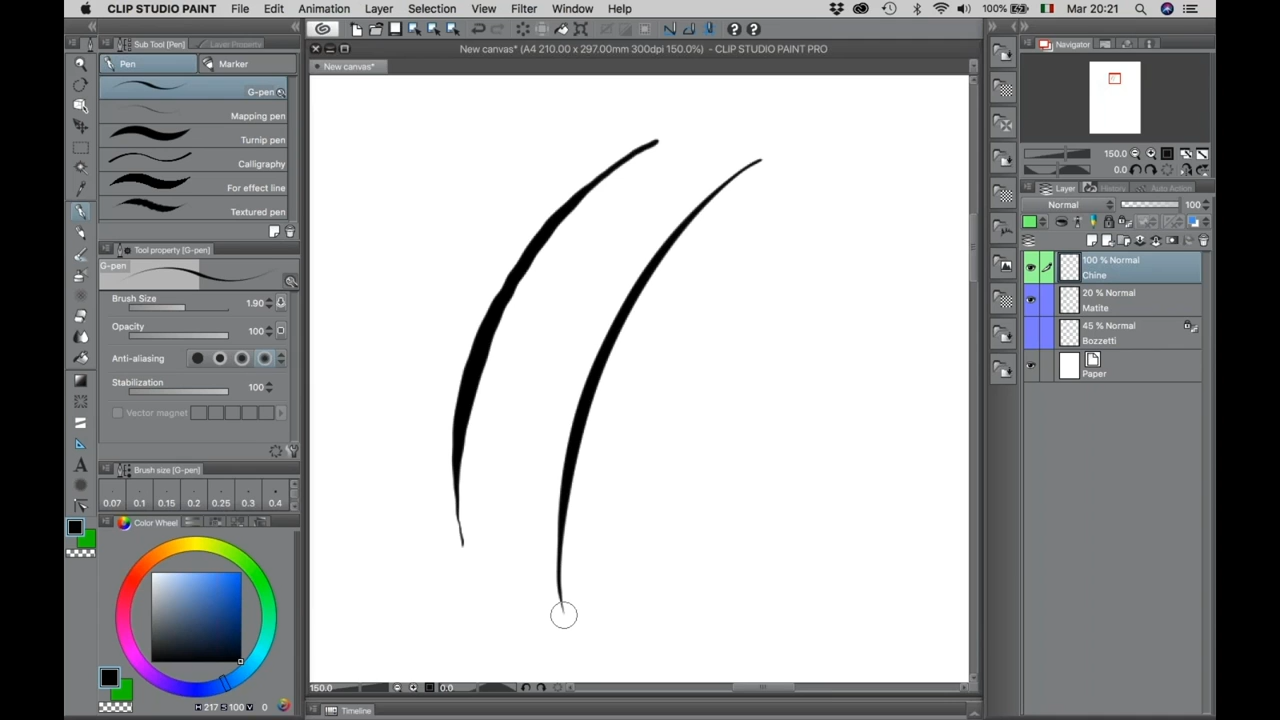 CLIP STUDIO PAINT File Edit Animation Layer Selection View Filter Window Help 100% Mar 20:21
New canvas* (A4 210.00 x 297.00mm 300dpi 150.0%) - CLIP STUDIO PAINT PRO
Sub Tool [Pen] Layer Property
Pen Marker
G-pen
Mapping pen
Turnip pen
Calligraphy
For effect line
Textured pen
Tool property [G-pen]
G-pen
Brush Size 1.90
Opacity 100
Anti-aliasing
Stabilization 100
Vector magnet
Brush size [G-pen]
0.07 0.1 0.15 0.2 0.25 0.3 0.4
Color Wheel
H 217 S 100 V 0
New canvas*
150.0 0.0
Timeline
Navigator
150.0
0.0
Layer History Auto Action
Normal 100
100 % Normal
Chine
20 % Normal
Matite
45 % Normal
Bozzetti
Paper